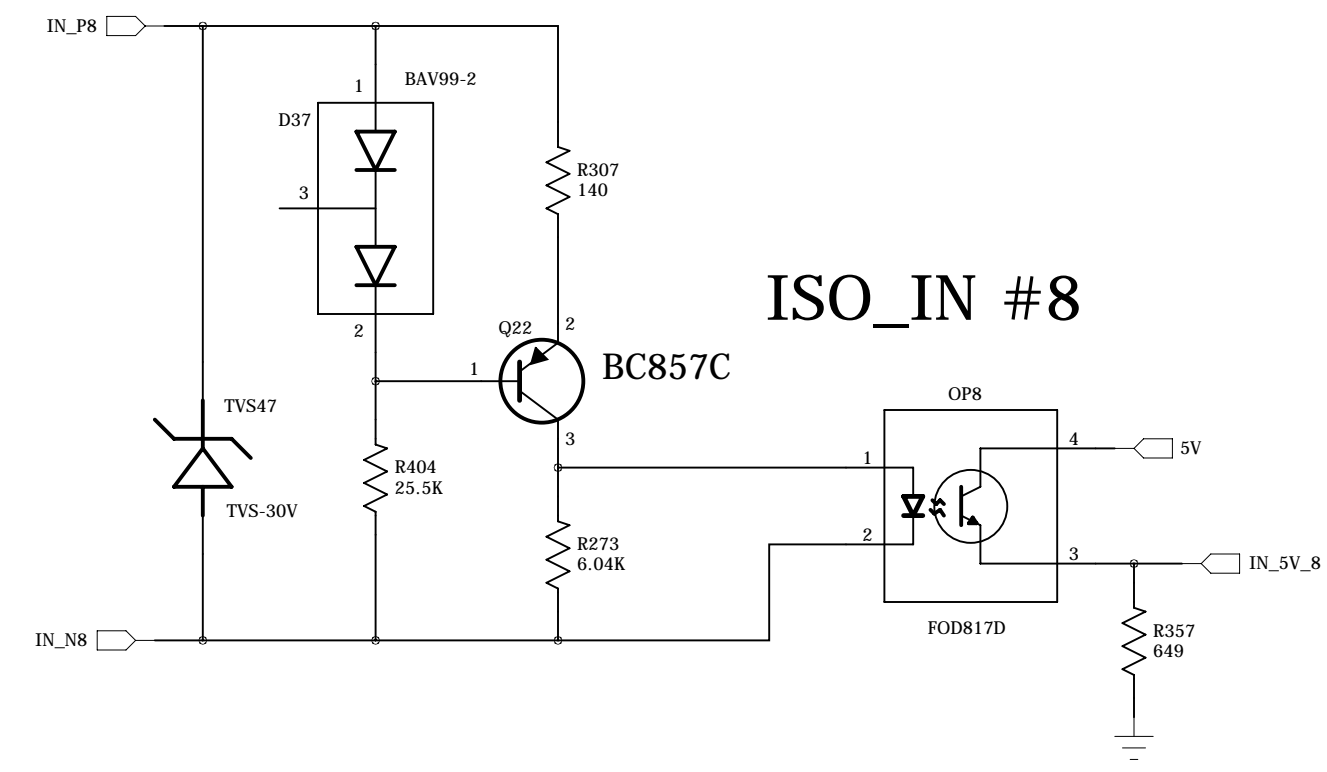 IN_P8
BAV99-2
1
D37
3
R307
140
ISO_IN #8
2
Q22
2
1
BC857C
TVS47
OP8
3
4
5V
1
R404
25.5K
TVS-30V
2
R273
6.04K
3
IN_5V_8
IN_N8
FOD817D
R357
649